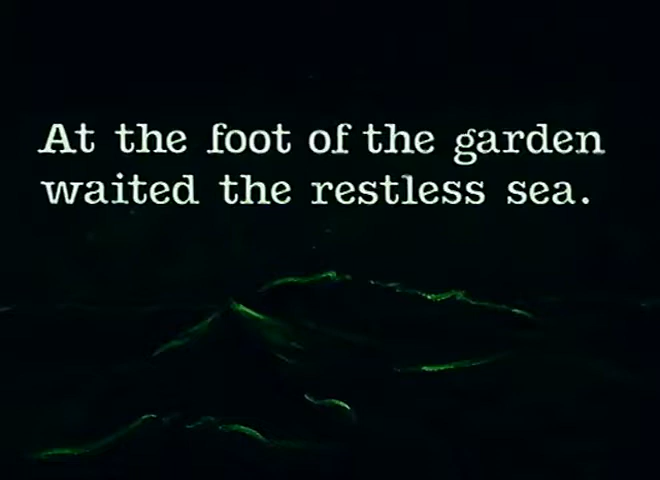 At the foot of the garden
waited the restless sea.